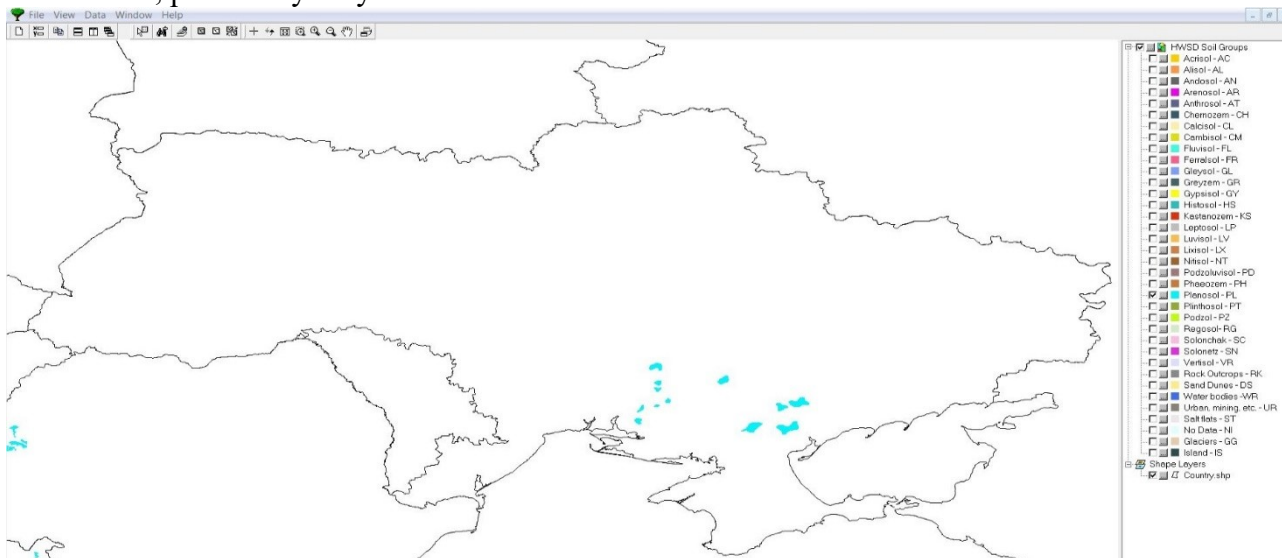 File View Data Window Help
HWSD Soil Groups
Acrisol - AC
Alisol - AL
Andosol - AN
Arenosol - AR
Anthrosol - AT
Chernozem - CH
Calcisol - CL
Cambisol - CM
Fluvisol - FL
Ferralsol - FR
Gleysol - GL
Greyzem - GR
Gypsisol - GY
Histosol - HS
Kastanozem - KS
Leptosol - LP
Luvisol - LV
Lixisol - LX
Nitisol - NT
Podzoluvisol - PD
Phaeozem - PH
Planosol - PL
Plinthosol - PT
Podzol - PZ
Regosol - RG
Solonchak - SC
Solonetz - SN
Vertisol - VR
Rock Outcrops - RK
Sand Dunes - DS
Water bodies -WR
Urban, mining, etc. - UR
Salt flats - ST
No Data - NI
Glaciers - GG
Island - IS
Shape Layers
Country.shp